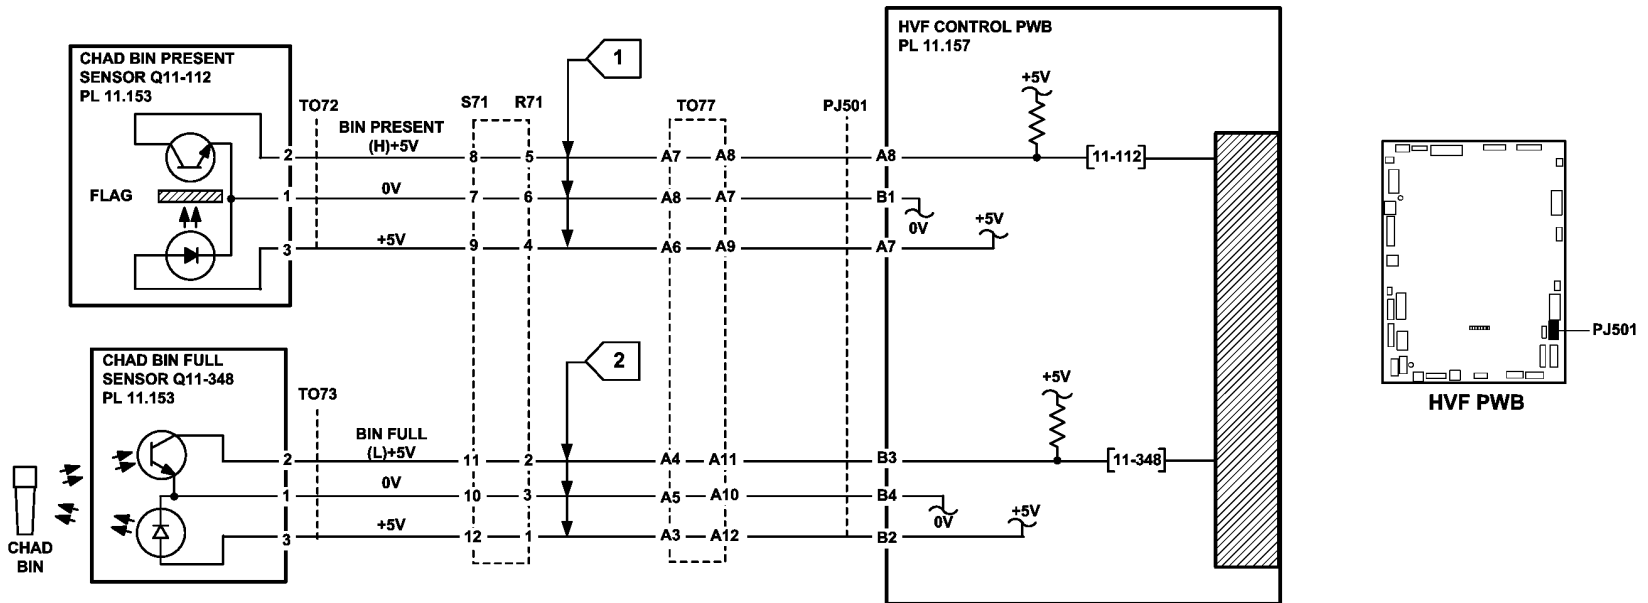 CHAD BIN PRESENT
SENSOR Q11-112
PL 11.153
FLAG
2
1
3
TO72
BIN PRESENT
(H)+5V
0V
+5V
S71 R71
8 5
7 6
9 4
1
TO77
A7 A8
A8 A7
A6 A9
PJ501
HVF CONTROL PWB
PL 11.157
A8
B1
A7
+5V
11-112
0V
+5V
CHAD BIN FULL
SENSOR Q11-348
PL 11.153
CHAD
BIN
2
1
3
TO73
BIN FULL
(L)+5V
0V
+5V
11 2
10 3
12 1
2
A4 A11
A5 A10
A3 A12
B3
B4
B2
+5V
11-348
0V
+5V
PJ501
HVF PWB